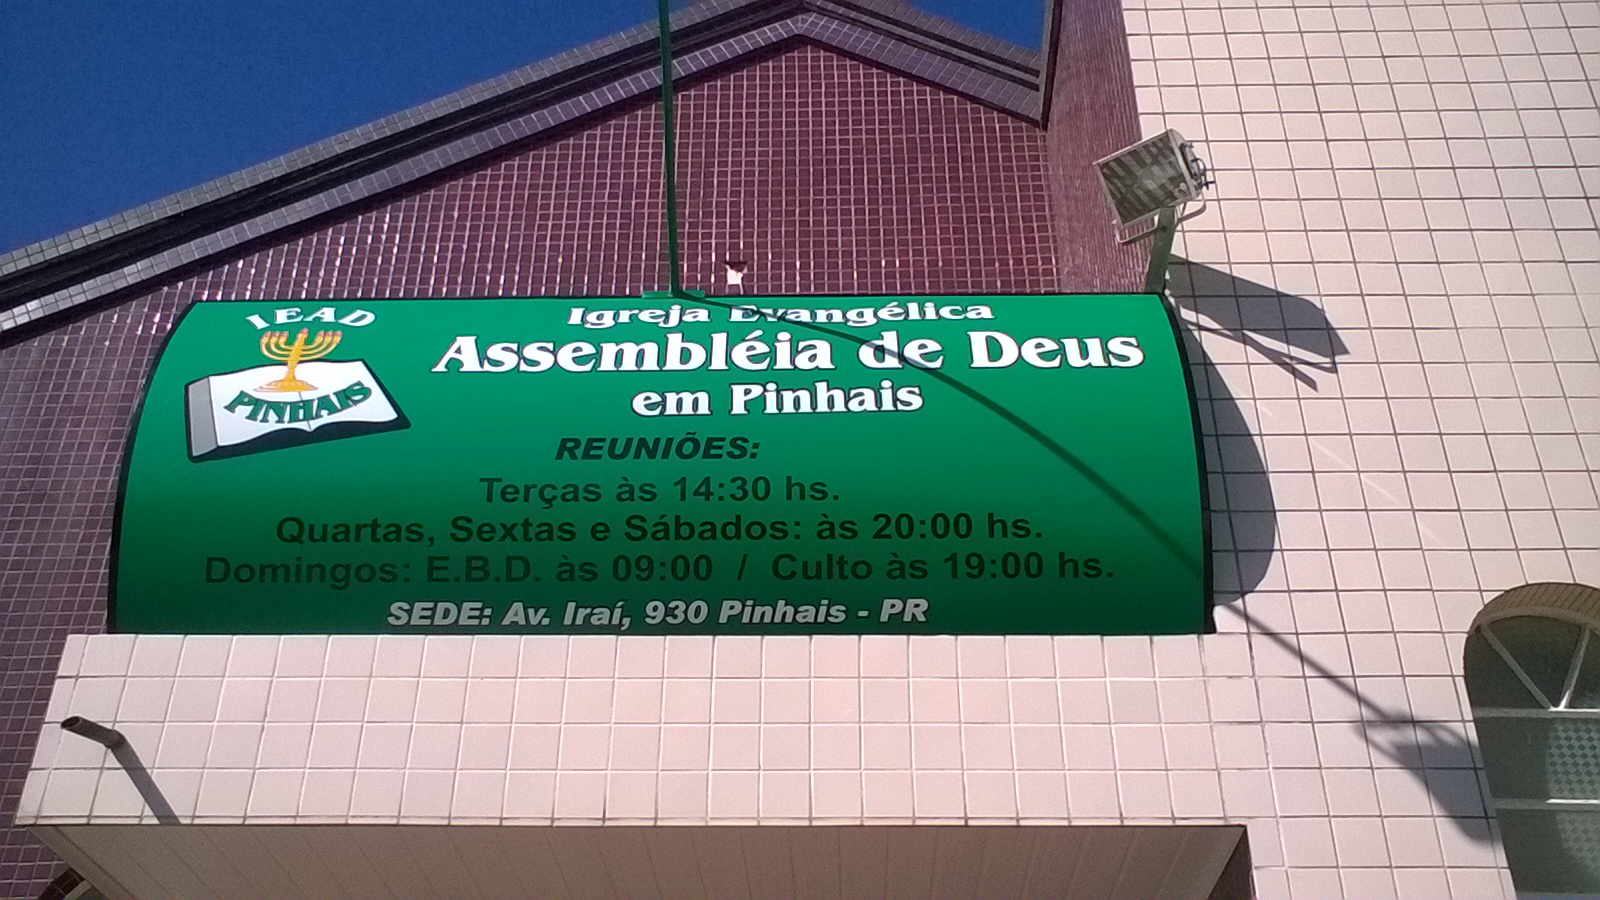 IEAD
PINHAIS
Igreja Evangélica
Assembléia de Deus
em Pinhais
REUNIÕES:
Terças às 14:30 hs.
Quartas, Sextas e Sábados: às 20:00 hs.
Domingos: E.B.D. às 09:00 / Culto às 19:00 hs.
SEDE: Av. Iraí, 930 Pinhais - PR